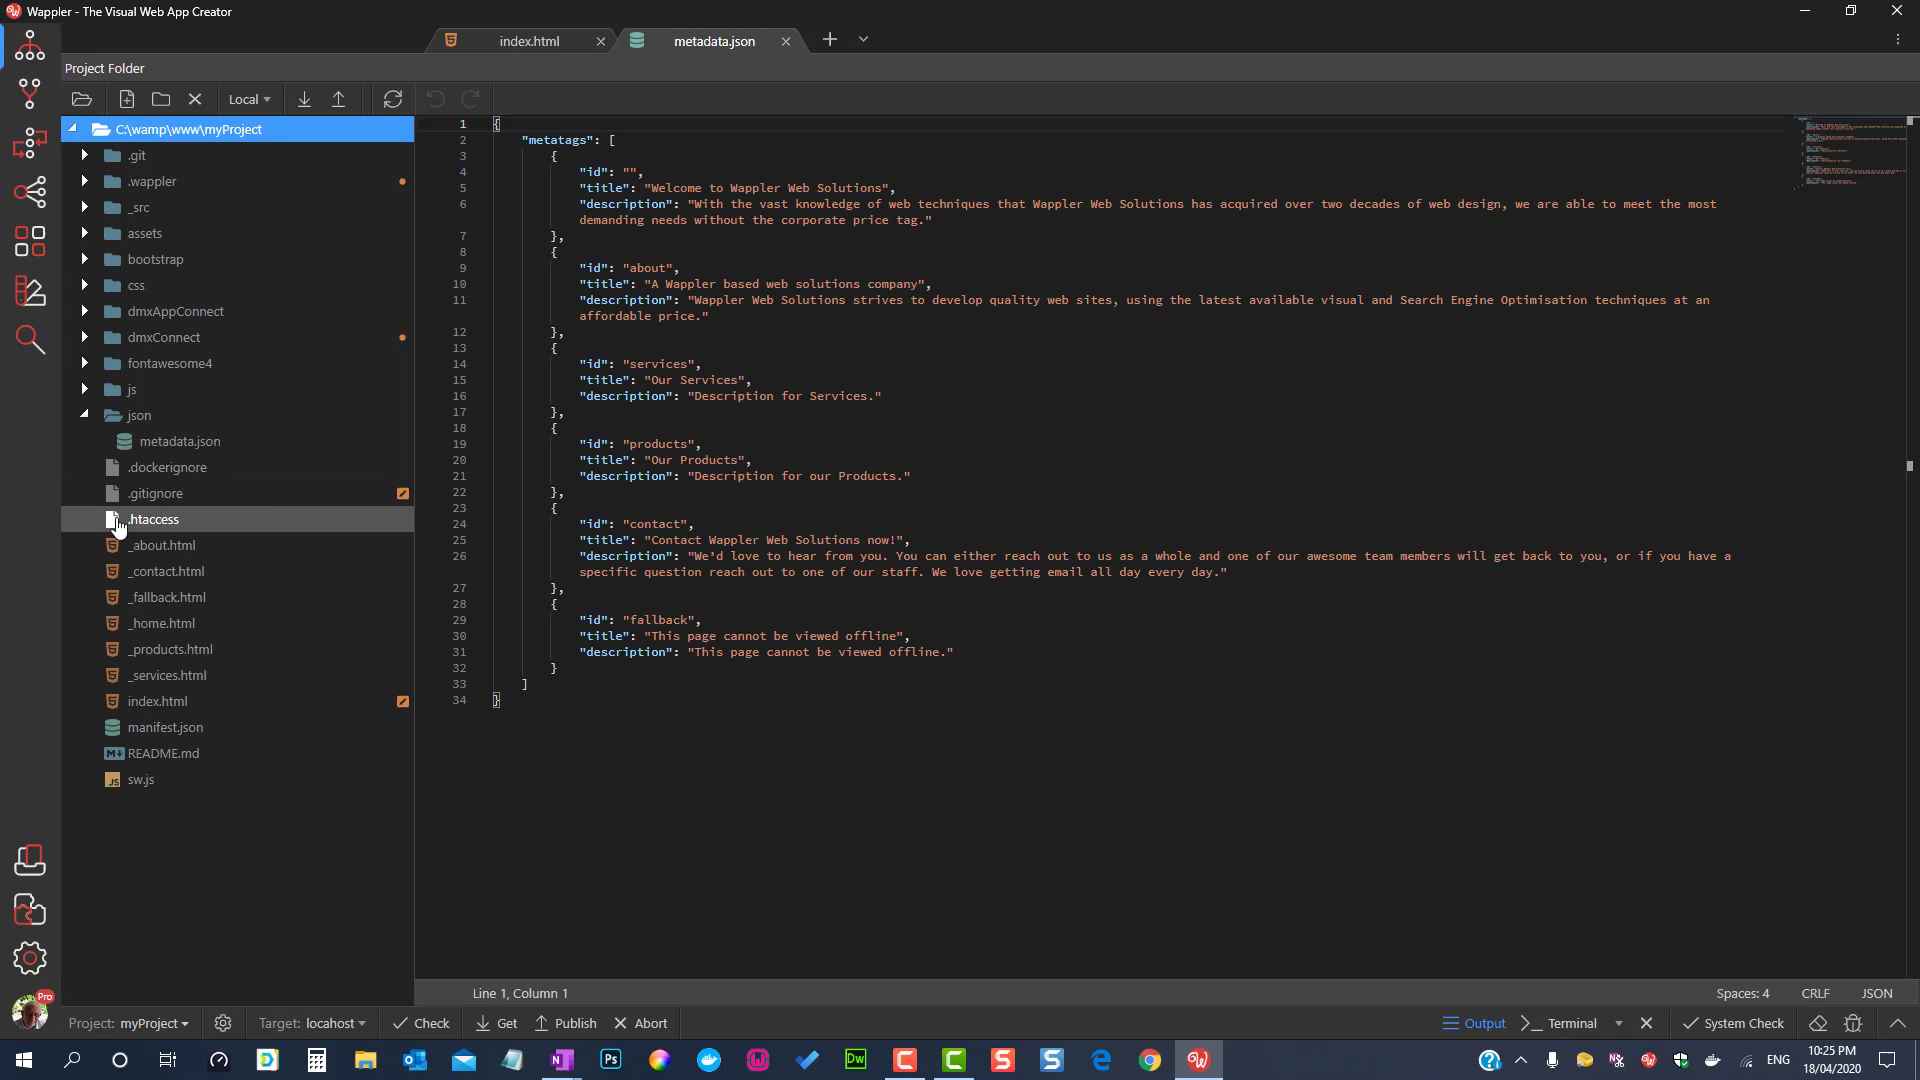 Wappler - The Visual Web App Creator
index.html
metadata.json
Project Folder
Local
C:\wamp\www\myProject
.git
.wappler
_src
assets
bootstrap
css
dmxAppConnect
dmxConnect
fontawesome4
js
json
metadata.json
.dockerignore
.gitignore
.htaccess
_about.html
_contact.html
_fallback.html
_home.html
_products.html
_services.html
index.html
manifest.json
README.md
sw.js
1 {
2 "metatags": [
3 {
4 "id": "",
5 "title": "Welcome to Wappler Web Solutions",
6 "description": "With the vast knowledge of web techniques that Wappler Web Solutions has acquired over two decades of web design, we are able to meet the most
demanding needs without the corporate price tag."
7 },
8 {
9 "id": "about",
10 "title": "A Wappler based web solutions company",
11 "description": "Wappler Web Solutions strives to develop quality web sites, using the latest available visual and Search Engine Optimisation techniques at an
affordable price."
12 },
13 {
14 "id": "services",
15 "title": "Our Services",
16 "description": "Description for Services."
17 },
18 {
19 "id": "products",
20 "title": "Our Products",
21 "description": "Description for our Products."
22 },
23 {
24 "id": "contact",
25 "title": "Contact Wappler Web Solutions now!",
26 "description": "We'd love to hear from you. You can either reach out to us as a whole and one of our awesome team members will get back to you, or if you have a
specific question reach out to one of our staff. We love getting email all day every day."
27 },
28 {
29 "id": "fallback",
30 "title": "This page cannot be viewed offline",
31 "description": "This page cannot be viewed offline."
32 }
33 ]
34 }
Line 1, Column 1
Spaces: 4 CRLF JSON
Pro
Project: myProject Target: locahost Check Get Publish Abort Output Terminal System Check
ENG
10:25 PM
18/04/2020